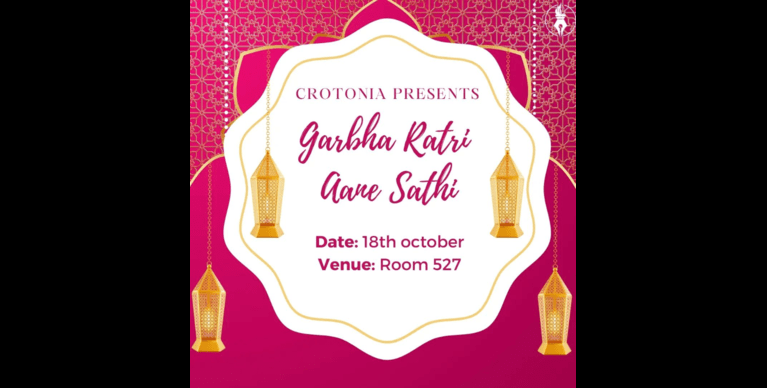 CROTONIA PRESENTS
Garbha Ratri
Aane Sathi
Date: 18th october
Venue: Room 527